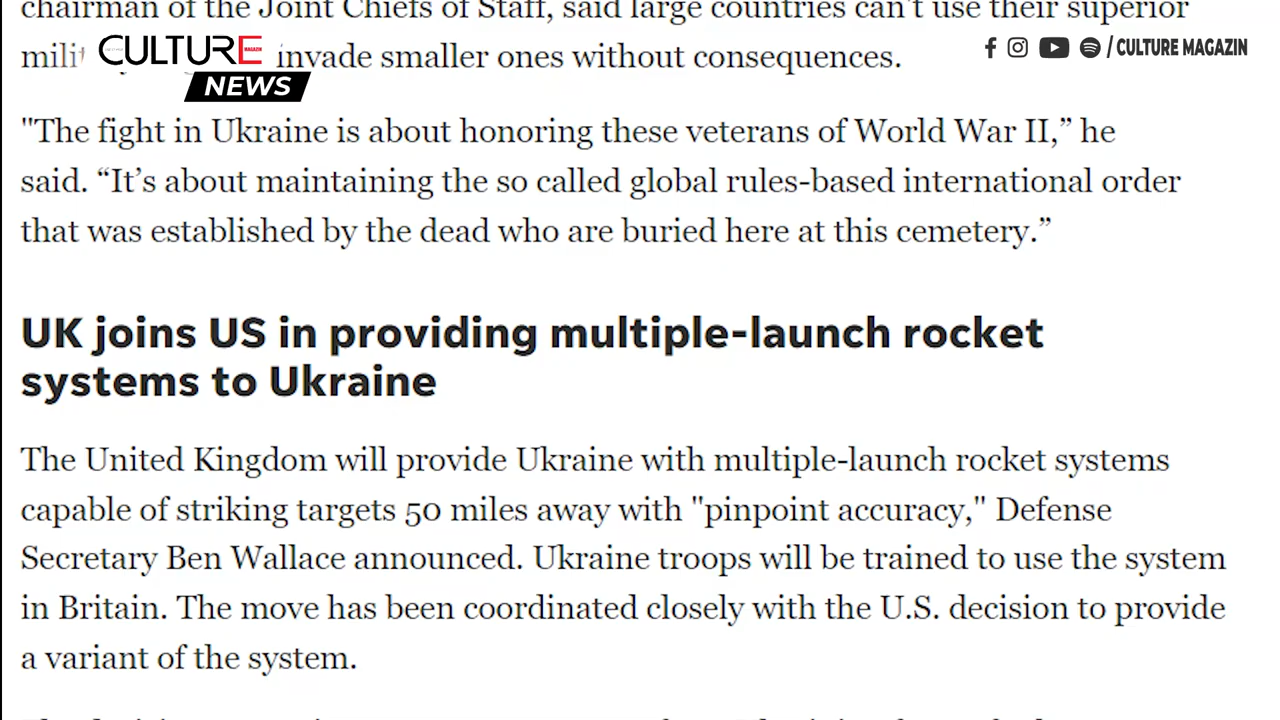 chairman of the Joint Chiefs of Staff, said large countries can't use their superior
CULTURE
MAGAZIN
NEWS
/ CULTURE MAGAZIN
invade smaller ones without consequences.
"The fight in Ukraine is about honoring these veterans of World War II,” he
said. “It’s about maintaining the so called global rules-based international order
that was established by the dead who are buried here at this cemetery.”
UK joins US in providing multiple-launch rocket
systems to Ukraine
The United Kingdom will provide Ukraine with multiple-launch rocket systems
capable of striking targets 50 miles away with "pinpoint accuracy," Defense
Secretary Ben Wallace announced. Ukraine troops will be trained to use the system
in Britain. The move has been coordinated closely with the U.S. decision to provide
a variant of the system.